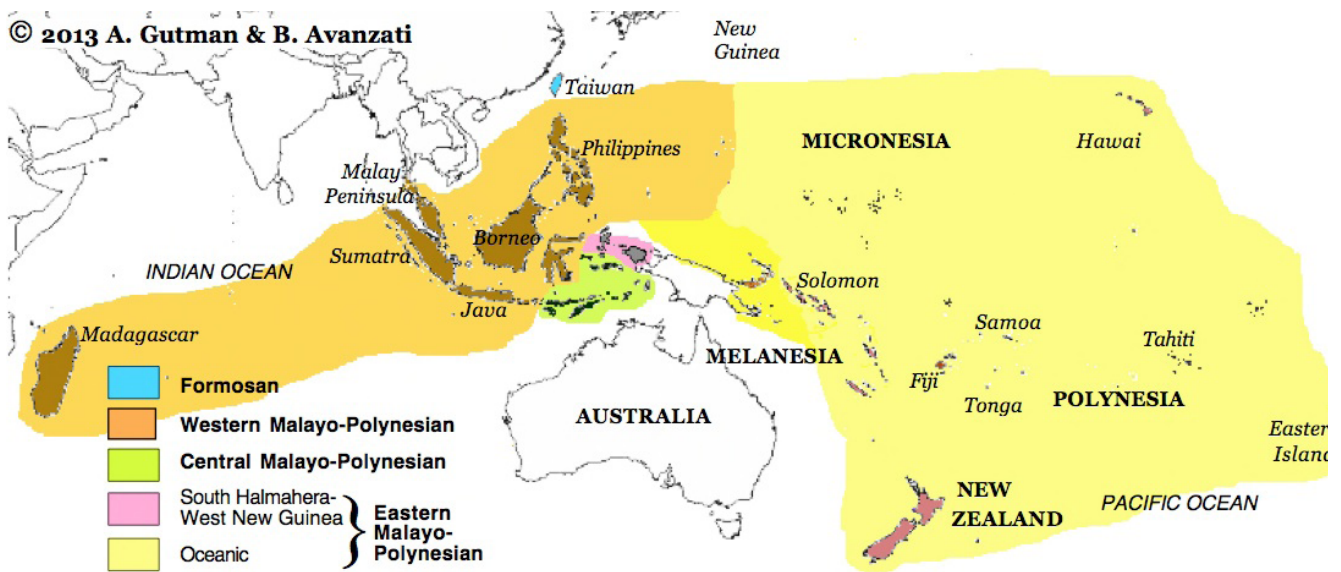 © 2013 A. Gutman & B. Avanzati
New
Guinea
Taiwan
MICRONESIA
Hawai
Philippines
Malay
Peninsula
Borneo
Sumatra
INDIAN OCEAN
Solomon
Java
Samoa
Madagascar
Tahiti
MELANESIA
Fiji
Formosan
Tonga
POLYNESIA
AUSTRALIA
Western Malayo-Polynesian
Eastern
Island
Central Malayo-Polynesian
NEW
ZEALAND
PACIFIC OCEAN
South Halmahera-
West New Guinea
Eastern
Malayo-
Polynesian
Oceanic